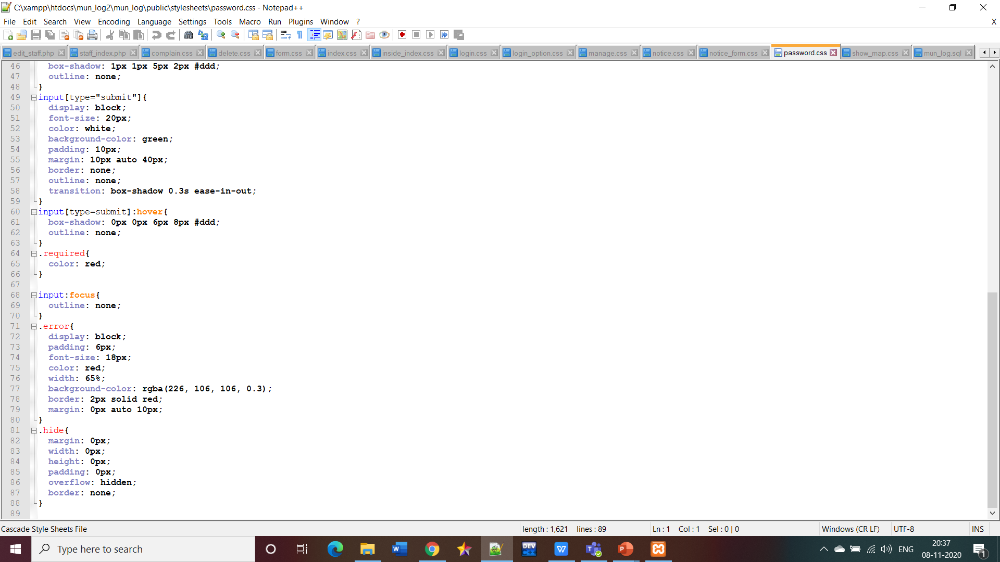 C:\xampp\htdocs\mun_log2\mun_log\public\stylesheets\password.css - Notepad++
File Edit Search View Encoding Language Settings Tools Macro Run Plugins Window ? X
edit_staff.php staff_index.php complain.css delete.css form.css index.css inside_index.css login.css login_option.css manage.css notice.css notice_form.css password.css show_map.css mun_log.sql
46 box-shadow: 1px 1px 5px 2px #ddd;
47 outline: none;
48 }
49 input[type="submit"]{
50 display: block;
51 font-size: 20px;
52 color: white;
53 background-color: green;
54 padding: 10px;
55 margin: 10px auto 40px;
56 border: none;
57 outline: none;
58 transition: box-shadow 0.3s ease-in-out;
59 }
60 input[type=submit]:hover{
61 box-shadow: 0px 0px 6px 8px #ddd;
62 outline: none;
63 }
64 .required{
65 color: red;
66 }
67
68 input:focus{
69 outline: none;
70 }
71 .error{
72 display: block;
73 padding: 6px;
74 font-size: 18px;
75 color: red;
76 width: 65%;
77 background-color: rgba(226, 106, 106, 0.3);
78 border: 2px solid red;
79 margin: 0px auto 10px;
80 }
81 .hide{
82 margin: 0px;
83 width: 0px;
84 height: 0px;
85 padding: 0px;
86 overflow: hidden;
87 border: none;
88 }
89
Cascade Style Sheets File length : 1,621 lines : 89 Ln : 1 Col : 1 Sel : 0 | 0 Windows (CR LF) UTF-8 INS
Type here to search DEV C++ ENG 20:37
08-11-2020 1